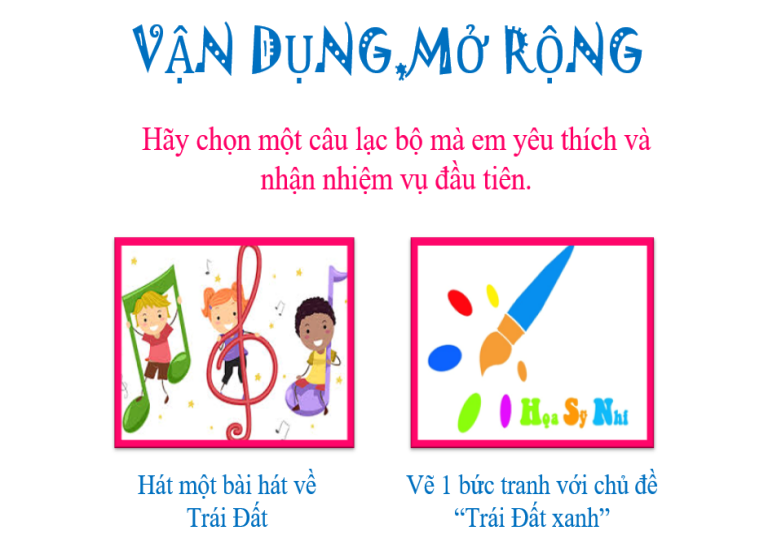 VẬN DỤNG,MỞ RỘNG
Hãy chọn một câu lạc bộ mà em yêu thích và
nhận nhiệm vụ đầu tiên.
Họa Sỹ Nhí
Hát một bài hát về
Trái Đất
Vẽ 1 bức tranh với chủ đề
“Trái Đất xanh”